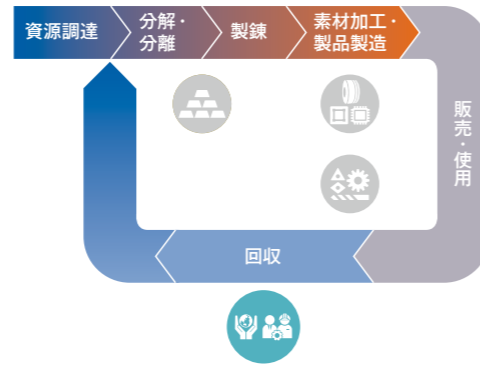 資源調達
分解・
分離
製錬
素材加工・
製品製造
販売・使用
回収